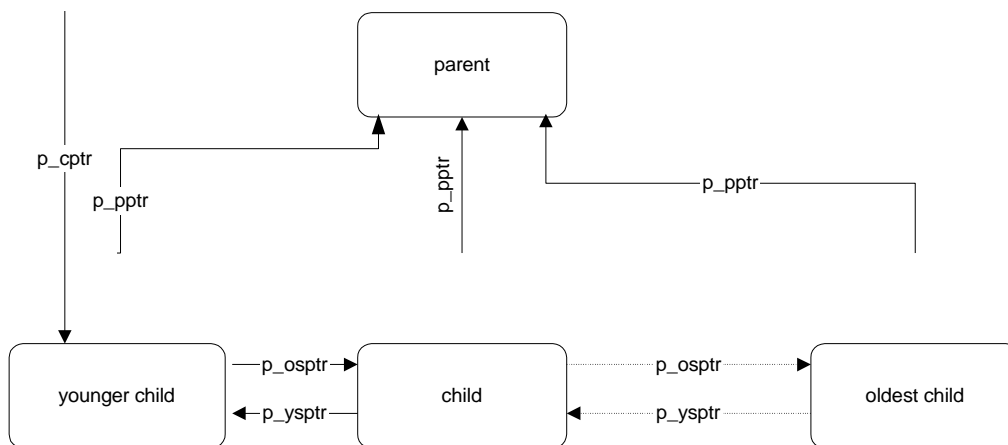 parent
p_cptr
p_pptr
p_pptr
p_pptr
p_osptr
p_osptr
younger child
child
oldest child
p_ysptr
p_ysptr